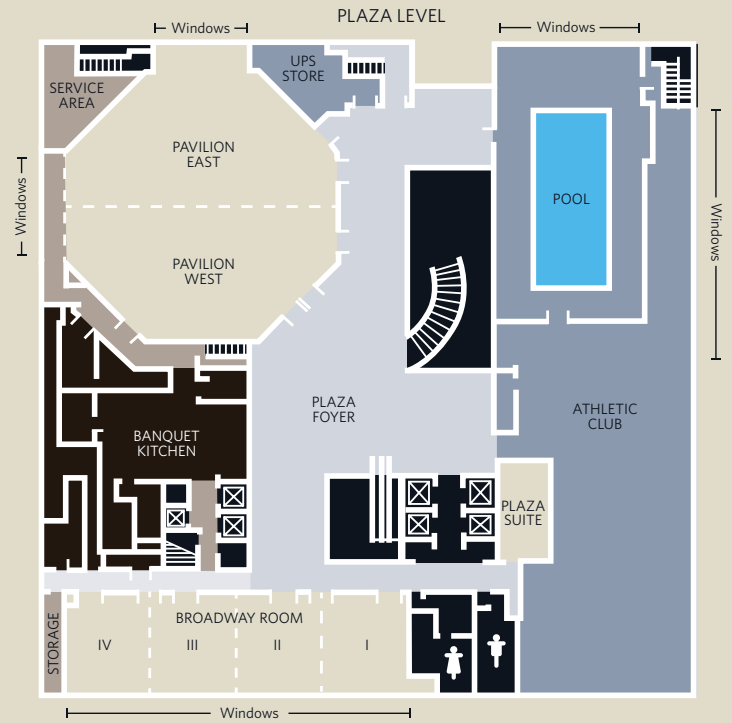 PLAZA LEVEL
Windows
Windows
UPS
STORE
SERVICE
AREA
PAVILION
EAST
Windows
POOL
Windows
PAVILION
WEST
PLAZA
FOYER
ATHLETIC
CLUB
BANQUET
KITCHEN
PLAZA
SUITE
BROADWAY ROOM
STORAGE
IV
III
II
I
Windows